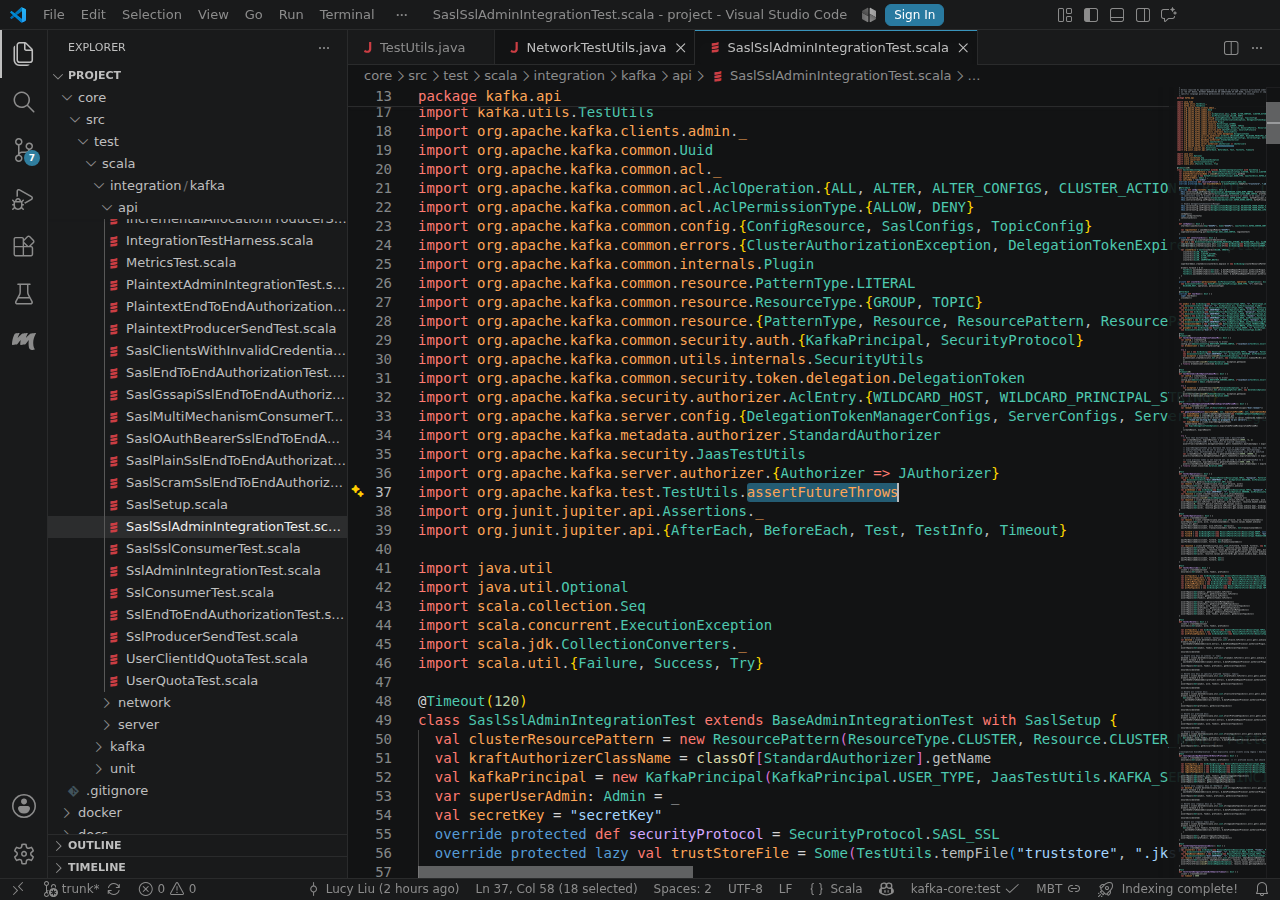 File Edit Selection View Go Run Terminal ··· SaslSslAdminIntegrationTest.scala - project - Visual Studio Code Sign In
EXPLORER ···
PROJECT
core
src
test
scala
integration / kafka
api
IncrementalAllocationProducerS...
IntegrationTestHarness.scala
MetricsTest.scala
PlaintextAdminIntegrationTest.s...
PlaintextEndToEndAuthorization...
PlaintextProducerSendTest.scala
SaslClientsWithInvalidCredentia...
SaslEndToEndAuthorizationTest....
SaslGssapiSslEndToEndAuthoriz...
SaslMultiMechanismConsumerT...
SaslOAuthBearerSslEndToEndA...
SaslPlainSslEndToEndAuthorizat...
SaslScramSslEndToEndAuthoriz...
SaslSetup.scala
SaslSslAdminIntegrationTest.sc...
SaslSslConsumerTest.scala
SslAdminIntegrationTest.scala
SslConsumerTest.scala
SslEndToEndAuthorizationTest.s...
SslProducerSendTest.scala
UserClientIdQuotaTest.scala
UserQuotaTest.scala
network
server
kafka
unit
.gitignore
docker
docs
OUTLINE
TIMELINE
7
TestUtils.java NetworkTestUtils.java SaslSslAdminIntegrationTest.scala ···
core > src > test > scala > integration > kafka > api > SaslSslAdminIntegrationTest.scala > ...
13 package kafka.api
17 import kafka.utils.TestUtils
18 import org.apache.kafka.clients.admin._
19 import org.apache.kafka.common.Uuid
20 import org.apache.kafka.common.acl._
21 import org.apache.kafka.common.acl.AclOperation.{ALL, ALTER, ALTER_CONFIGS, CLUSTER_ACTIO
22 import org.apache.kafka.common.acl.AclPermissionType.{ALLOW, DENY}
23 import org.apache.kafka.common.config.{ConfigResource, SaslConfigs, TopicConfig}
24 import org.apache.kafka.common.errors.{ClusterAuthorizationException, DelegationTokenExpi
25 import org.apache.kafka.common.internals.Plugin
26 import org.apache.kafka.common.resource.PatternType.LITERAL
27 import org.apache.kafka.common.resource.ResourceType.{GROUP, TOPIC}
28 import org.apache.kafka.common.resource.{PatternType, Resource, ResourcePattern, Resource
29 import org.apache.kafka.common.security.auth.{KafkaPrincipal, SecurityProtocol}
30 import org.apache.kafka.common.utils.internals.SecurityUtils
31 import org.apache.kafka.common.security.token.delegation.DelegationToken
32 import org.apache.kafka.security.authorizer.AclEntry.{WILDCARD_HOST, WILDCARD_PRINCIPAL_ST
33 import org.apache.kafka.server.config.{DelegationTokenManagerConfigs, ServerConfigs, Serve
34 import org.apache.kafka.metadata.authorizer.StandardAuthorizer
35 import org.apache.kafka.security.JaasTestUtils
36 import org.apache.kafka.server.authorizer.{Authorizer => JAuthorizer}
37 import org.apache.kafka.test.TestUtils.assertFutureThrows
38 import org.junit.jupiter.api.Assertions._
39 import org.junit.jupiter.api.{AfterEach, BeforeEach, Test, TestInfo, Timeout}
40
41 import java.util
42 import java.util.Optional
43 import scala.collection.Seq
44 import scala.concurrent.ExecutionException
45 import scala.jdk.CollectionConverters._
46 import scala.util.{Failure, Success, Try}
47
48 @Timeout(120)
49 class SaslSslAdminIntegrationTest extends BaseAdminIntegrationTest with SaslSetup {
50 val clusterResourcePattern = new ResourcePattern(ResourceType.CLUSTER, Resource.CLUSTER
51 val kraftAuthorizerClassName = classOf[StandardAuthorizer].getName
52 val kafkaPrincipal = new KafkaPrincipal(KafkaPrincipal.USER_TYPE, JaasTestUtils.KAFKA_SE
53 var superUserAdmin: Admin = _
54 val secretKey = "secretKey"
55 override protected def securityProtocol = SecurityProtocol.SASL_SSL
56 override protected lazy val trustStoreFile = Some(TestUtils.tempFile("truststore", ".jks
57
trunk* 0 0 Lucy Liu (2 hours ago) Ln 37, Col 58 (18 selected) Spaces: 2 UTF-8 LF { } Scala kafka-core:test MBT Indexing complete!